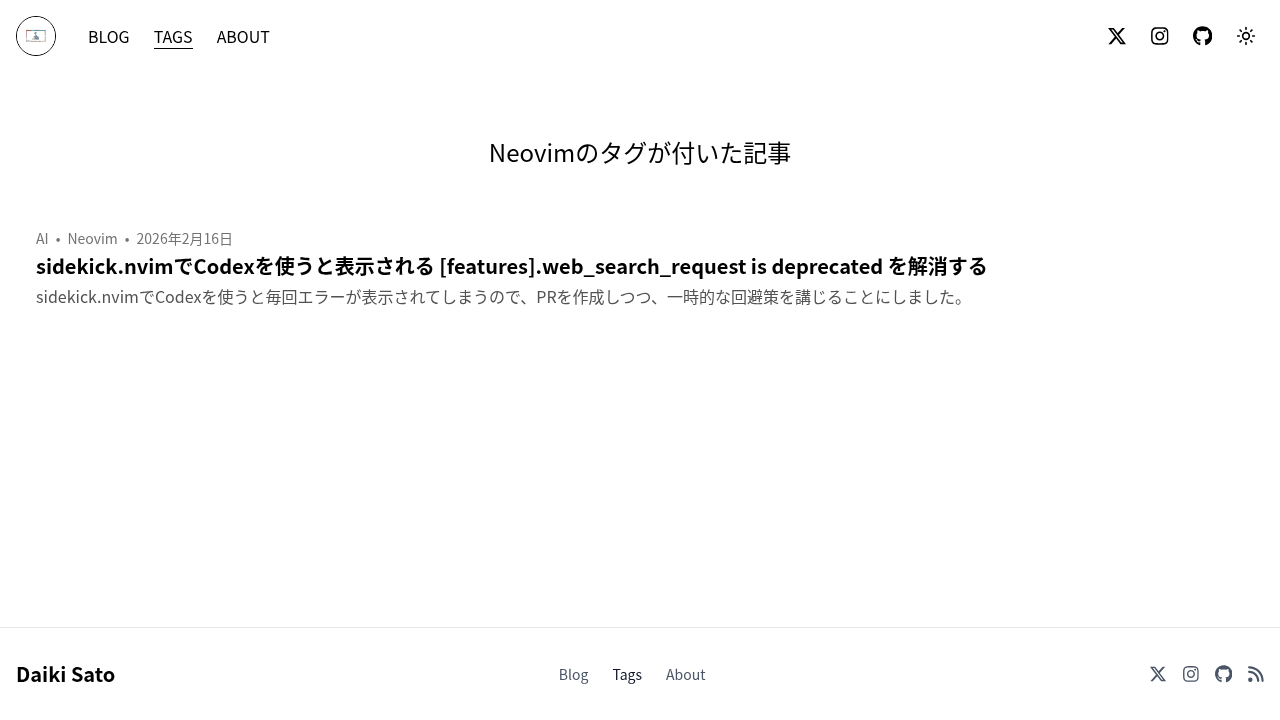 BLOG TAGS ABOUT
Neovimのタグが付いた記事
AI • Neovim • 2026年2月16日
sidekick.nvimでCodexを使うと表示される [features].web_search_request is deprecated を解消する
sidekick.nvimでCodexを使うと毎回エラーが表示されてしまうので、PRを作成しつつ、一時的な回避策を講じることにしました。
Daiki Sato
Blog Tags About